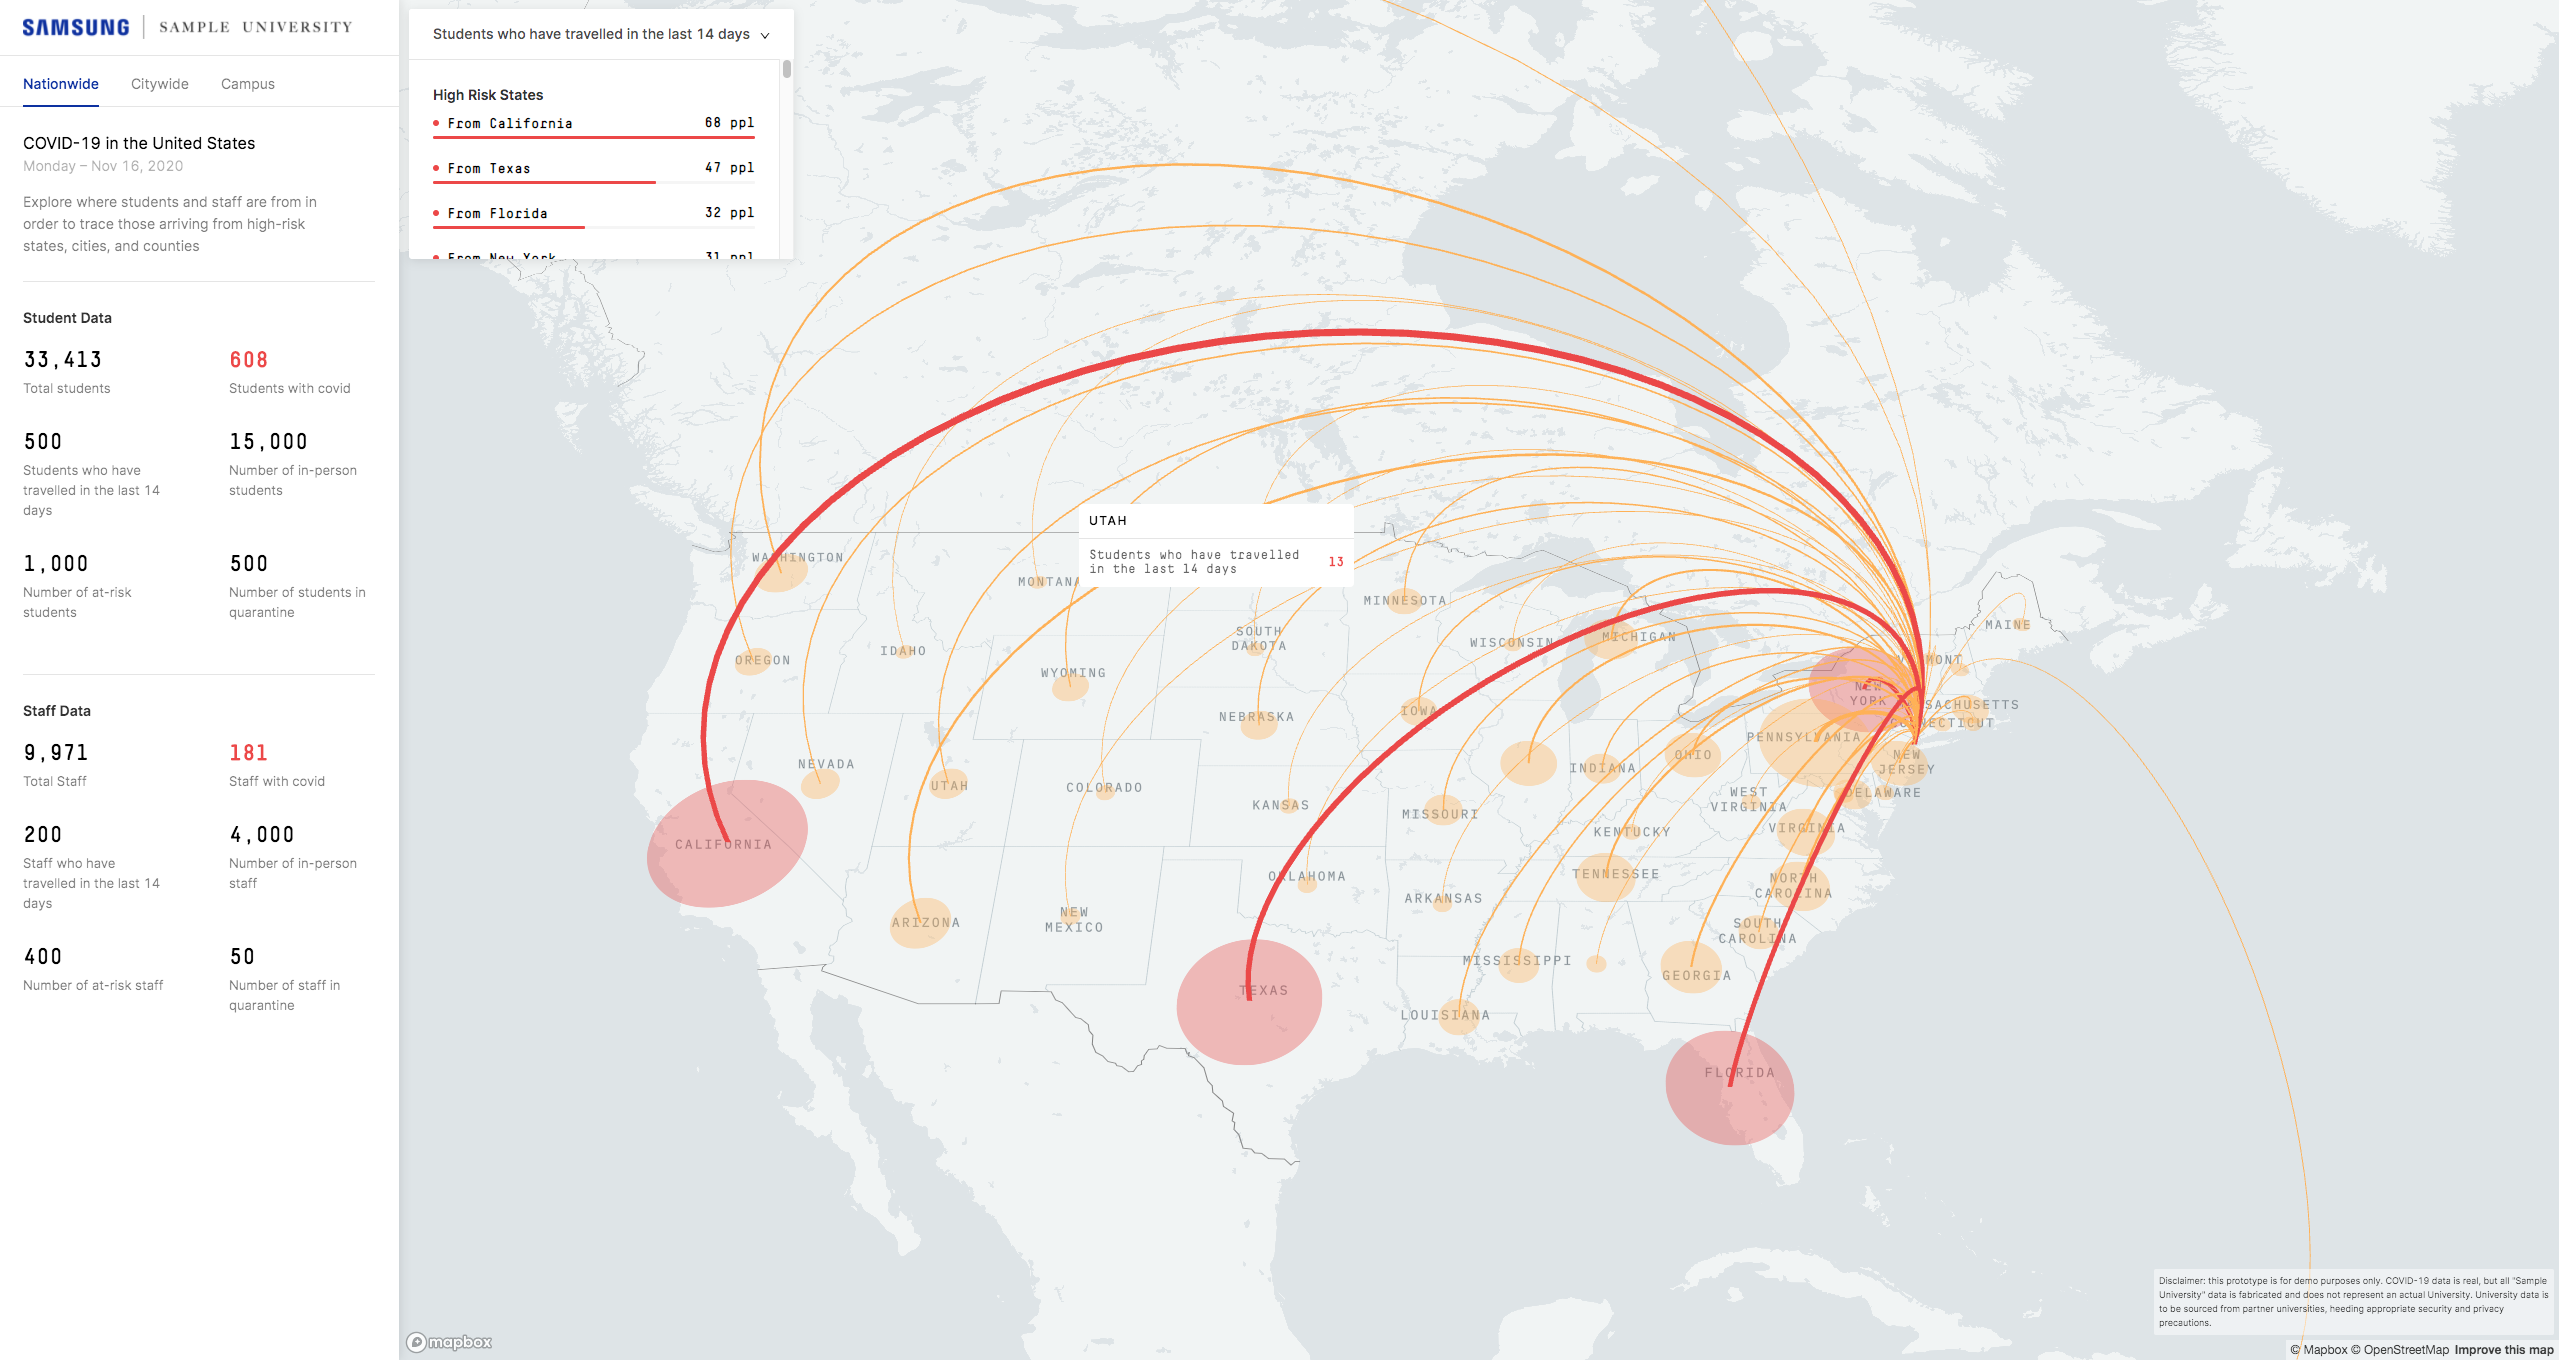 SAMSUNG | SAMPLE UNIVERSITY
Nationwide Citywide Campus
COVID-19 in the United States
Monday – Nov 16, 2020
Explore where students and staff are from in
order to trace those arriving from high-risk
states, cities, and counties
Student Data
33,413
Total students
608
Students with covid
500
Students who have
travelled in the last 14
days
15,000
Number of in-person
students
1,000
Number of at-risk
students
500
Number of students in
quarantine
Staff Data
9,971
Total Staff
181
Staff with covid
200
Staff who have
travelled in the last 14
days
4,000
Number of in-person
staff
400
Number of at-risk staff
50
Number of staff in
quarantine
Students who have travelled in the last 14 days
High Risk States
From California 68 ppl
From Texas 47 ppl
From Florida 32 ppl
From New York 31 ppl
UTAH
Students who have travelled
in the last 14 days
13
WASHINGTON
MONTANA
MINNESOTA
MAINE
OREGON
IDAHO
SOUTH
DAKOTA
WISCONSIN
MICHIGAN
WYOMING
NEW
YORK
NEBRASKA
IOWA
SACHUSETTS
PENNSYLVANIA
NEVADA
UTAH
COLORADO
KANSAS
MISSOURI
INDIANA
OHIO
NEW
JERSEY
WEST
VIRGINIA
DELAWARE
CALIFORNIA
KENTUCKY
VIRGINIA
OKLAHOMA
ARKANSAS
TENNESSEE
NORTH
CAROLINA
ARIZONA
NEW
MEXICO
SOUTH
CAROLINA
MISSISSIPPI
GEORGIA
TEXAS
LOUISIANA
FLORIDA
Disclaimer: this prototype is for demo purposes only. COVID-19 data is real, but all "Sample
University" data is fabricated and does not represent an actual University. University data is
to be sourced from partner universities, heeding appropriate security and privacy
precautions.
mapbox
© Mapbox © OpenStreetMap Improve this map